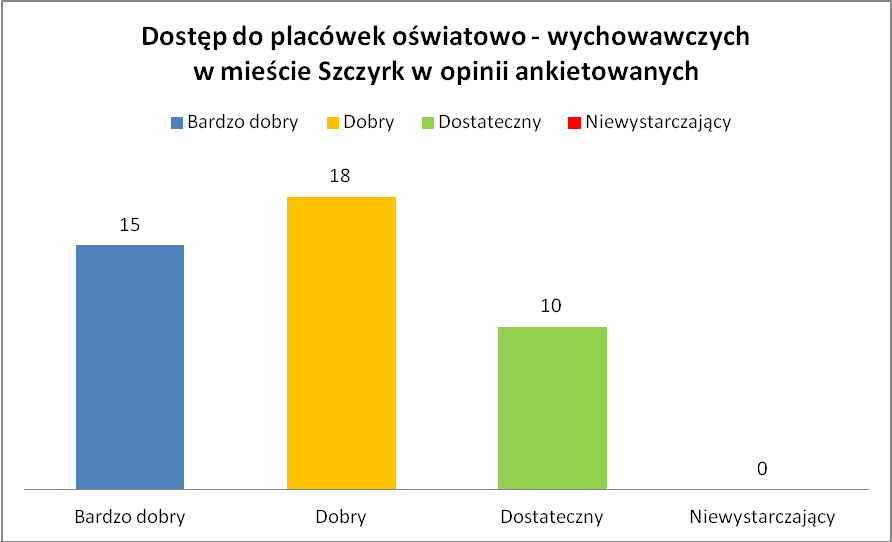 Dostęp do placówek oświatowo - wychowawczych
w mieście Szczyrk w opinii ankietowanych
Bardzo dobry Dobry Dostateczny Niewystarczający
15
18
10
0
Bardzo dobry Dobry Dostateczny Niewystarczający